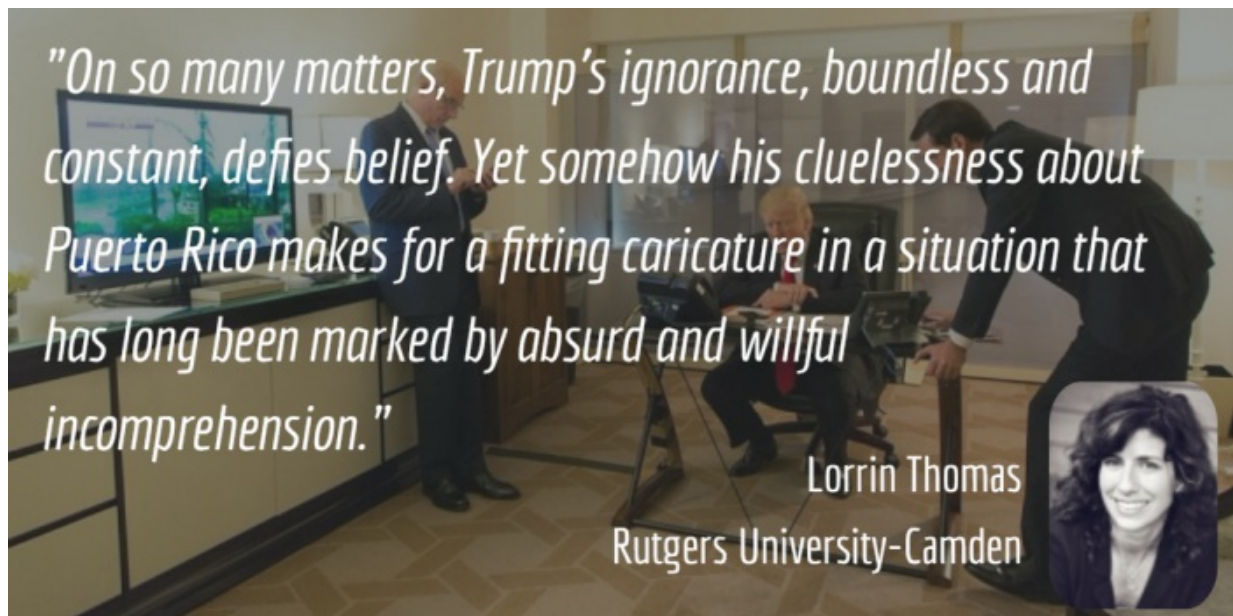 "On so many matters, Trump's ignorance, boundless and
constant, defies belief. Yet somehow his cluelessness about
Puerto Rico makes for a fitting caricature in a situation that
has long been marked by absurd and willful
incomprehension."
Lorrin Thomas
Rutgers University-Camden